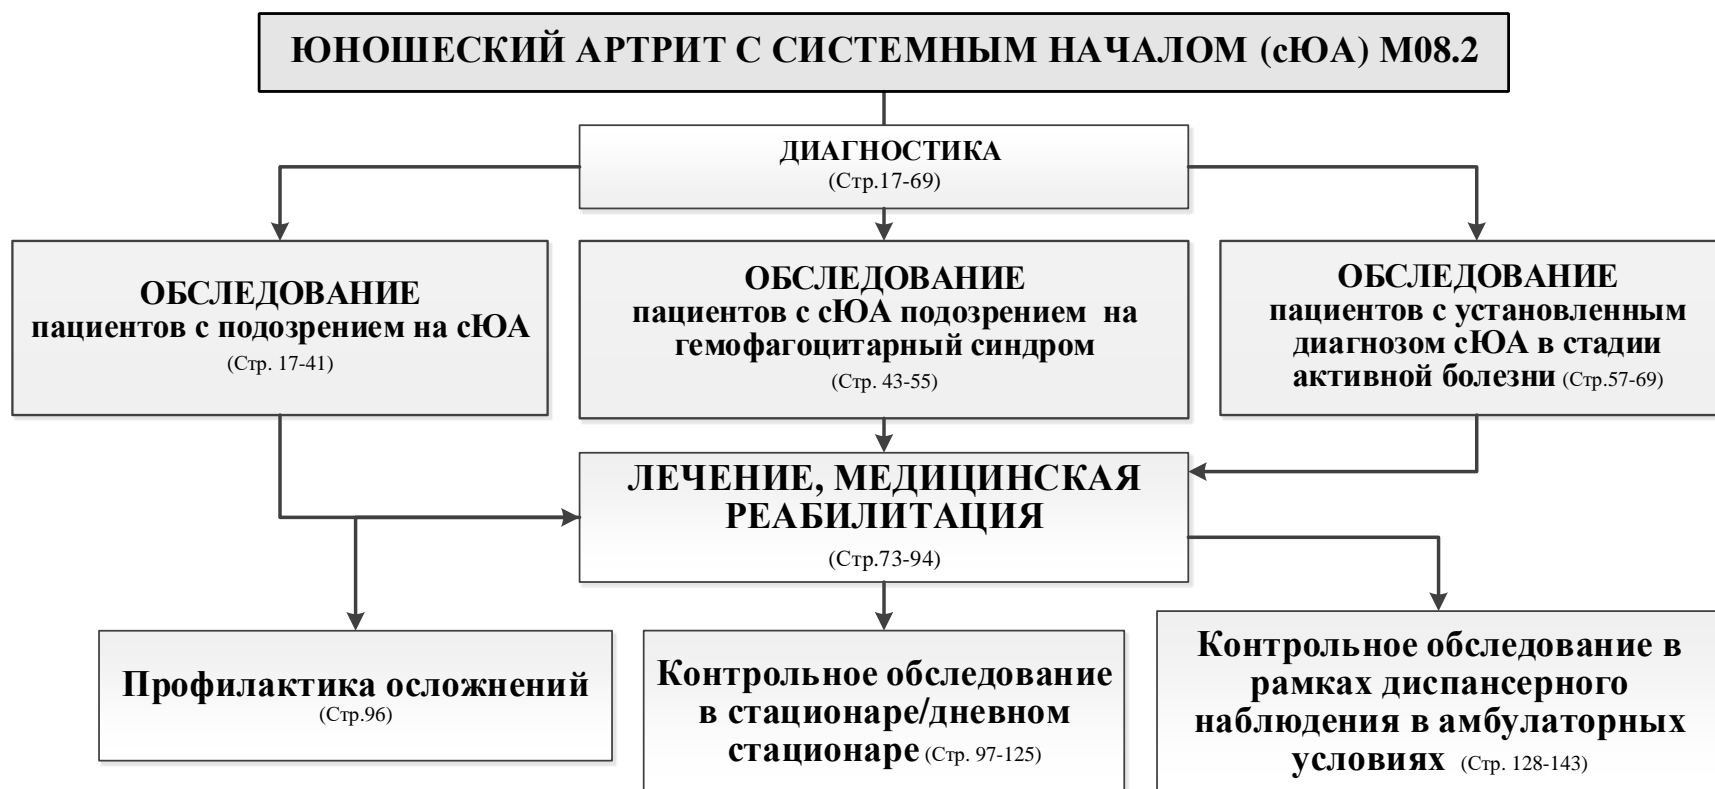 ЮНОШЕСКИЙ АРТРИТ С СИСТЕМНЫМ НАЧАЛОМ (сЮА) М08.2
ДИАГНОСТИКА
(Стр.17-69)
ОБСЛЕДОВАНИЕ
пациентов с подозрением на сЮА
(Стр. 17-41)
ОБСЛЕДОВАНИЕ
пациентов с сЮА подозрением на
гемофагоцитарный синдром
(Стр. 43-55)
ОБСЛЕДОВАНИЕ
пациентов с установленным
диагнозом сЮА в стадии
активной болезни (Стр.57-69)
ЛЕЧЕНИЕ, МЕДИЦИНСКАЯ
РЕАБИЛИТАЦИЯ
(Стр.73-94)
Профилактика осложнений
(Стр.96)
Контрольное обследование
в стационаре/дневном
стационаре (Стр. 97-125)
Контрольное обследование в
рамках диспансерного
наблюдения в амбулаторных
условиях (Стр. 128-143)